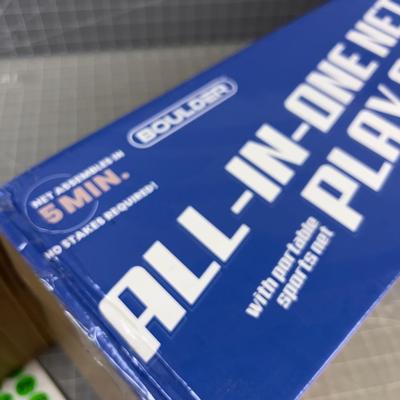 BOULDER
NET ASSEMBLES IN
5 MIN.
NO STAKES REQUIRED!
ALL-IN-ONE NET
PLAY
with portable
sports net